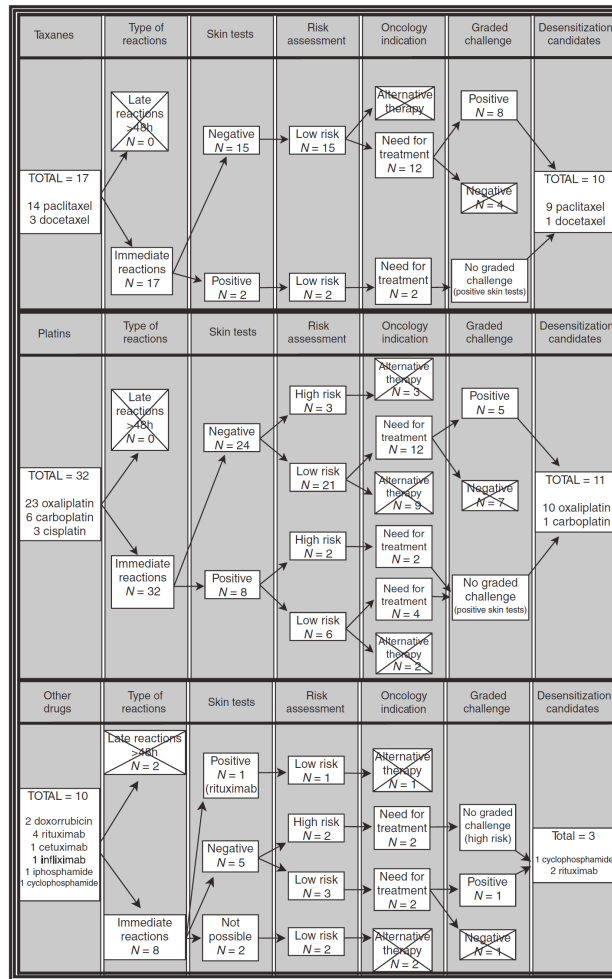 Taxanes
Type of
reactions
Skin tests
Risk
assessment
Oncology
indication
Graded
challenge
Desensitization
candidates
TOTAL = 17
14 paclitaxel
3 docetaxel
Late
reactions
>48h
N = 0
Immediate
reactions
N = 17
Negative
N = 15
Positive
N = 2
Low risk
N = 15
Low risk
N = 2
Alternative
therapy
Need for
treatment
N = 12
Need for
treatment
N = 2
Positive
N = 8
Negative
N = 4
No graded
challenge
(positive skin tests)
TOTAL = 10
9 paclitaxel
1 docetaxel
Platins
Type of
reactions
Skin tests
Risk
assessment
Oncology
indication
Graded
challenge
Desensitization
candidates
TOTAL = 32
23 oxaliplatin
6 carboplatin
3 cisplatin
Late
reactions
>48h
N = 0
Immediate
reactions
N = 32
Negative
N = 24
Positive
N = 8
High risk
N = 3
Low risk
N = 21
High risk
N = 2
Low risk
N = 6
Alternative
therapy
N = 3
Need for
treatment
N = 12
Alternative
therapy
N = 9
Need for
treatment
N = 2
Need for
treatment
N = 4
Alternative
therapy
N = 2
Positive
N = 5
Negative
N = 7
No graded
challenge
(positive skin tests)
TOTAL = 11
10 oxaliplatin
1 carboplatin
Other
drugs
Type of
reactions
Skin tests
Risk
assessment
Oncology
indication
Graded
challenge
Desensitization
candidates
TOTAL = 10
2 doxorrubicin
4 rituximab
1 cetuximab
1 infliximab
1 iphosphamide
1 cyclophosphamide
Late reactions
>48h
N = 2
Immediate
reactions
N = 8
Positive
N = 1
(rituximab
Negative
N = 5
Not
possible
N = 2
Low risk
N = 1
High risk
N = 2
Low risk
N = 3
Low risk
N = 2
Alternative
therapy
N = 1
Need for
treatment
N = 2
Need for
treatment
N = 2
Alternative
therapy
N = 2
No graded
challenge
(high risk)
Positive
N = 1
Negative
N = 1
Total = 3
1 cyclophosphamide
2 rituximab